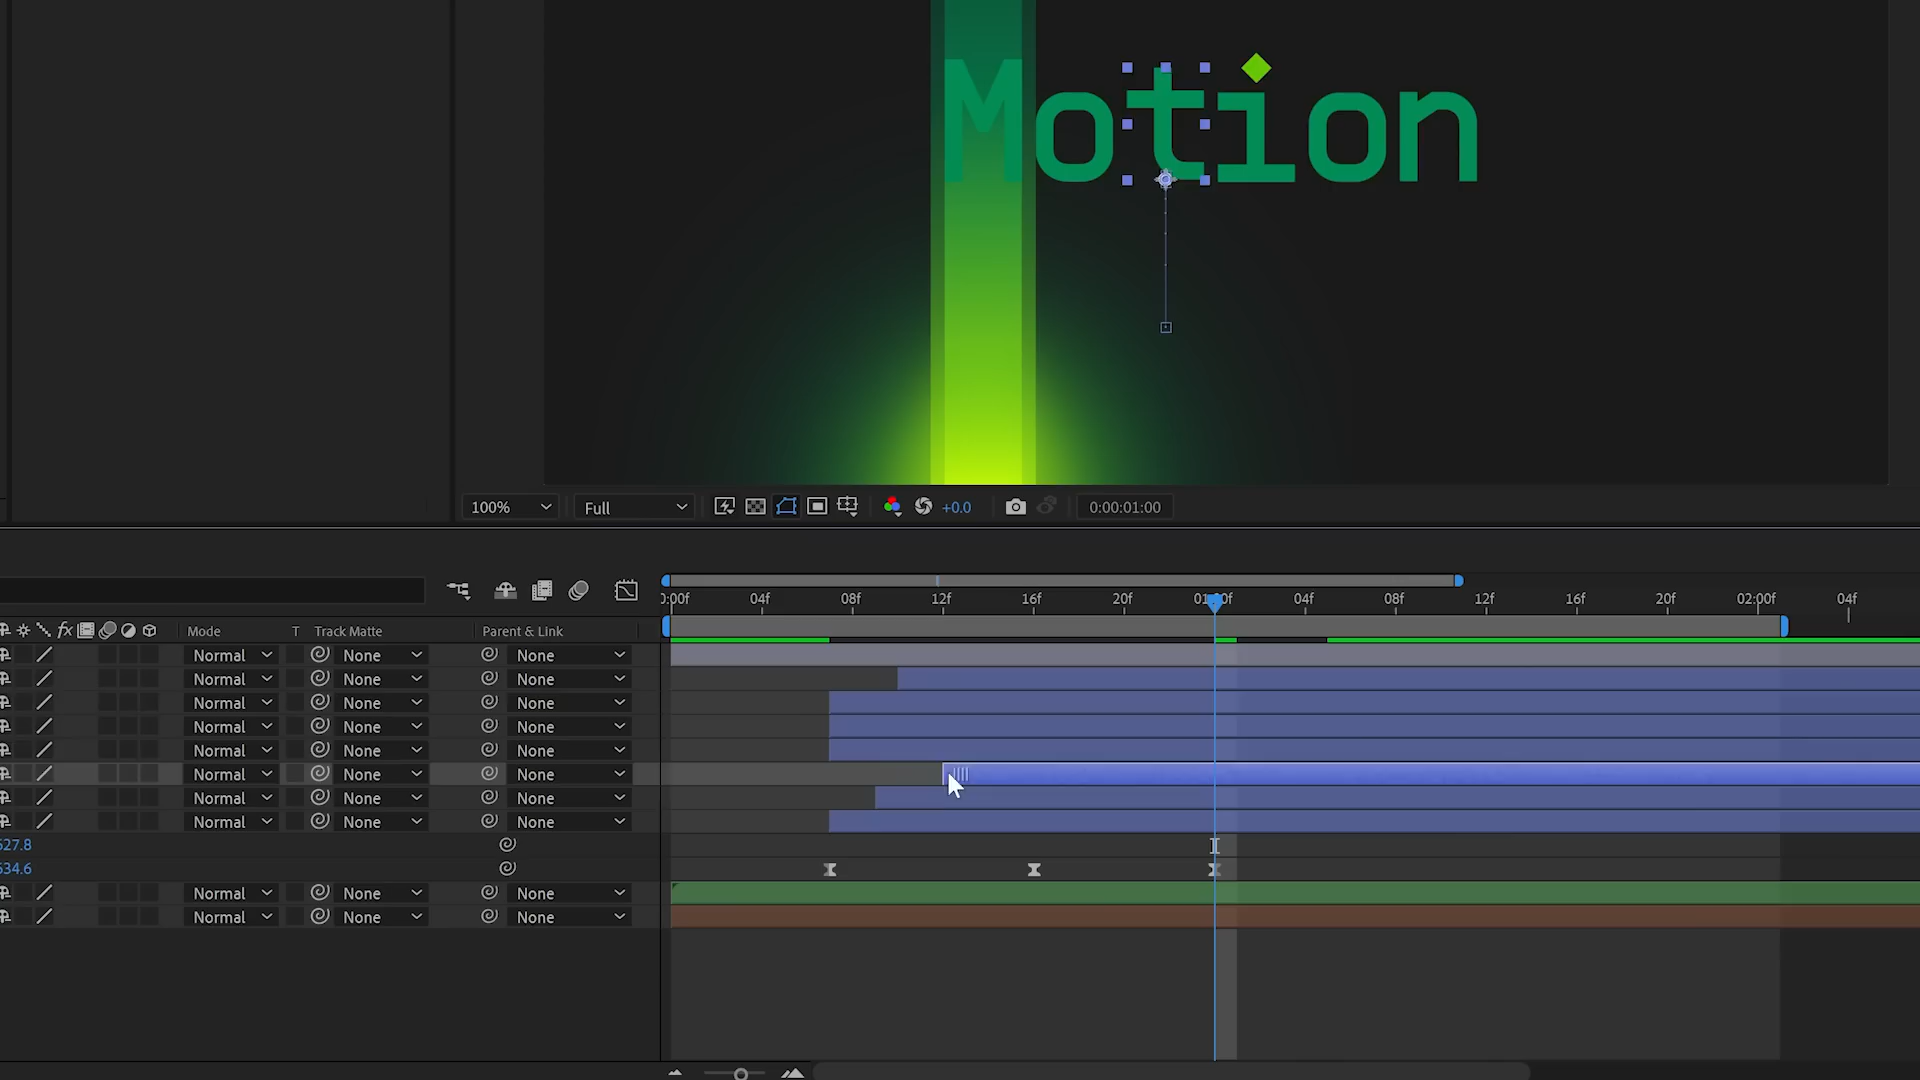 Motion
100% Full +0.0 0:00:01:00
0:00f 04f 08f 12f 16f 20f 01:00f 04f 08f 12f 16f 20f 02:00f 04f
fx Mode T Track Matte Parent & Link
Normal None None
Normal None None
Normal None None
Normal None None
Normal None None
Normal None None
Normal None None
Normal None None
527.8
534.6
Normal None None
Normal None None